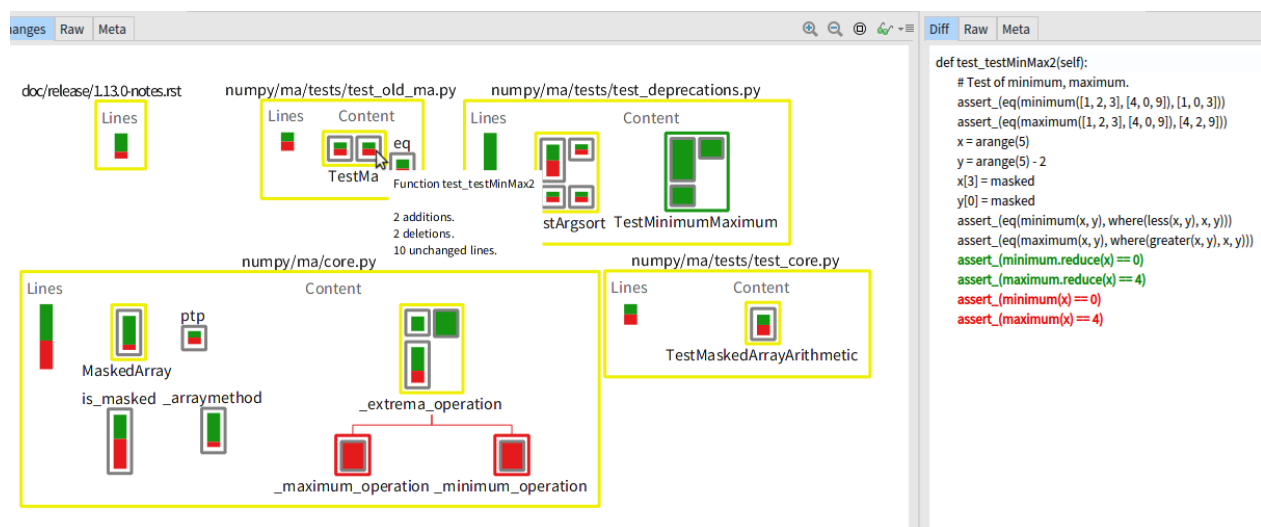 anges Raw Meta
Diff Raw Meta
doc/release/1.13.0-notes.rst
Lines
numpy/ma/tests/test_old_ma.py
Lines Content
eq
TestMa
numpy/ma/tests/test_deprecations.py
Lines Content
stArgsort TestMinimumMaximum
Function test_testMinMax2
2 additions.
2 deletions.
10 unchanged lines.
numpy/ma/core.py
Lines Content
ptp
MaskedArray
is_masked _arraymethod
_extrema_operation
_maximum_operation _minimum_operation
numpy/ma/tests/test_core.py
Lines Content
TestMaskedArrayArithmetic
def test_testMinMax2(self):
# Test of minimum, maximum.
assert_(eq(minimum([1, 2, 3], [4, 0, 9]), [1, 0, 3]))
assert_(eq(maximum([1, 2, 3], [4, 0, 9]), [4, 2, 9]))
x = arange(5)
y = arange(5) - 2
x[3] = masked
y[0] = masked
assert_(eq(minimum(x, y), where(less(x, y), x, y)))
assert_(eq(maximum(x, y), where(greater(x, y), x, y)))
assert_(minimum.reduce(x) == 0)
assert_(maximum.reduce(x) == 4)
assert_(minimum(x) == 0)
assert_(maximum(x) == 4)